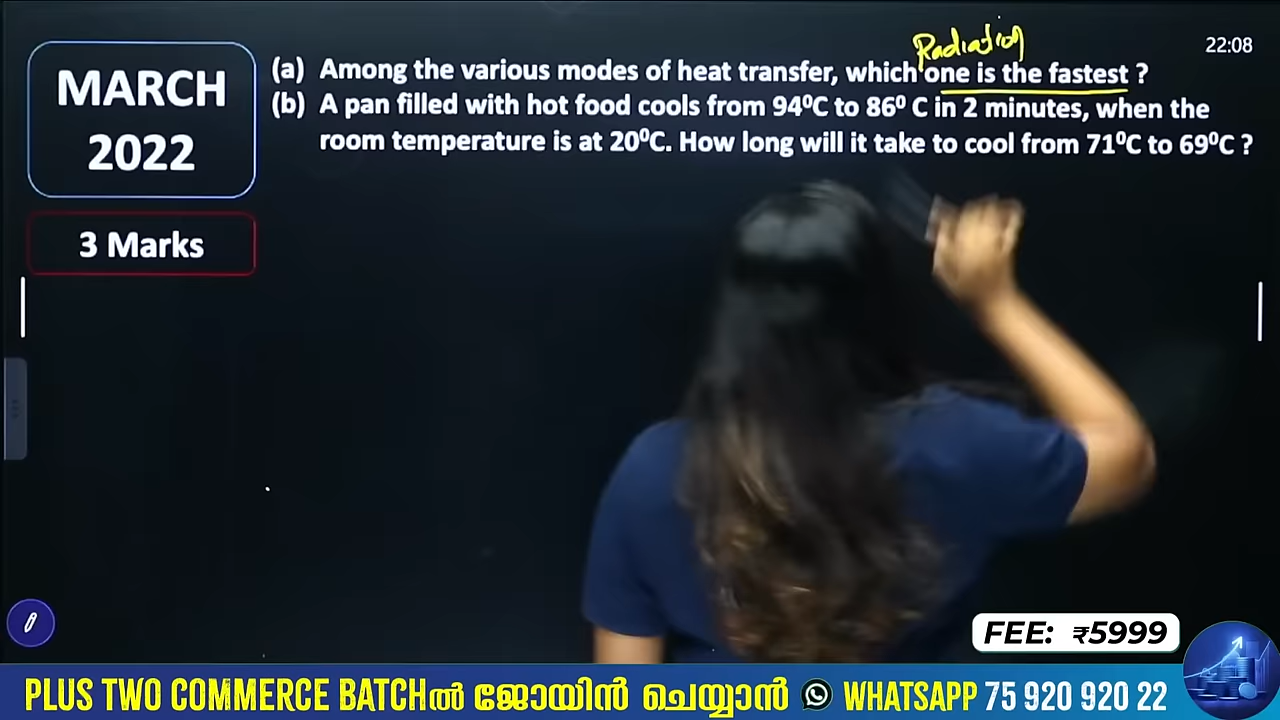 Radiation
22:08
MARCH
2022
(a) Among the various modes of heat transfer, which one is the fastest ?
(b) A pan filled with hot food cools from 94⁰C to 86⁰ C in 2 minutes, when the
room temperature is at 20⁰C. How long will it take to cool from 71⁰C to 69⁰C ?
3 Marks
FEE: ₹5999
PLUS TWO COMMERCE BATCHൽ ജോയിൻ ചെയ്യാൻ WHATSAPP 75 920 920 22